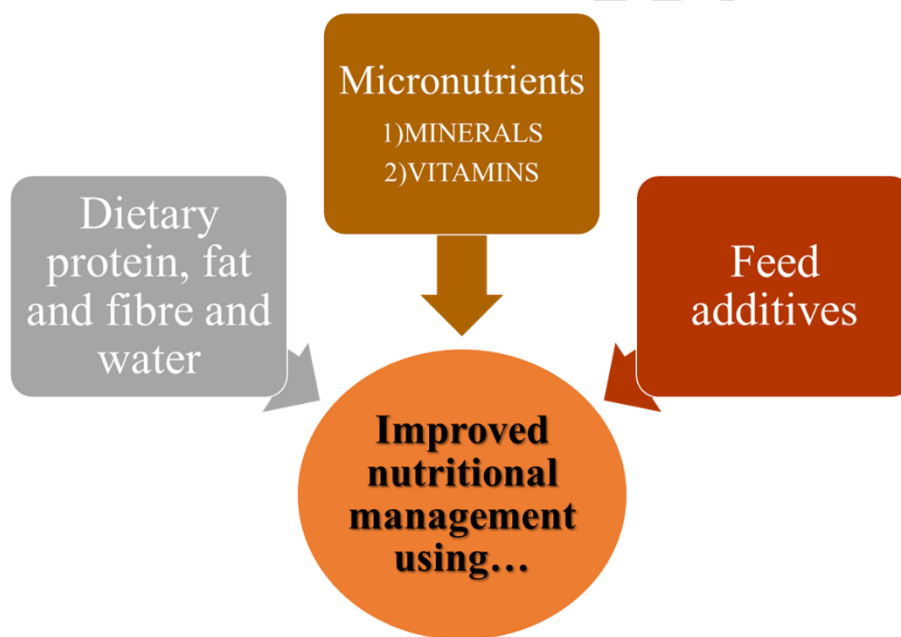 Micronutrients
1)MINERALS
2)VITAMINS
Dietary
protein, fat
and fibre and
water
Feed
additives
Improved
nutritional
management
using…